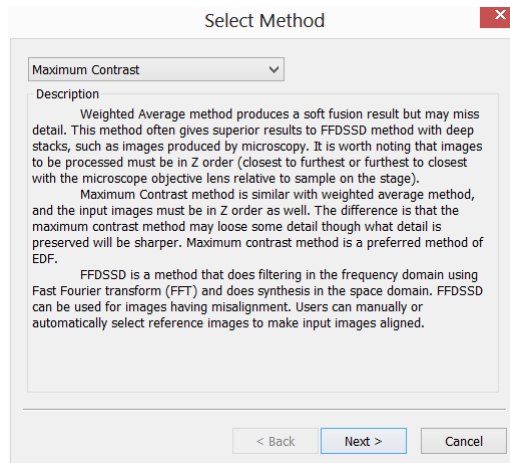 Select Method
Maximum Contrast
Description
Weighted Average method produces a soft fusion result but may miss
detail. This method often gives superior results to FFDSSD method with deep
stacks, such as images produced by microscopy. It is worth noting that images
to be processed must be in Z order (closest to furthest or furthest to closest
with the microscope objective lens relative to sample on the stage).
Maximum Contrast method is similar with weighted average method,
and the input images must be in Z order as well. The difference is that the
maximum contrast method may loose some detail though what detail is
preserved will be sharper. Maximum contrast method is a preferred method of
EDF.
FFDSSD is a method that does filtering in the frequency domain using
Fast Fourier transform (FFT) and does synthesis in the space domain. FFDSSD
can be used for images having misalignment. Users can manually or
automatically select reference images to make input images aligned.
< Back
Next >
Cancel